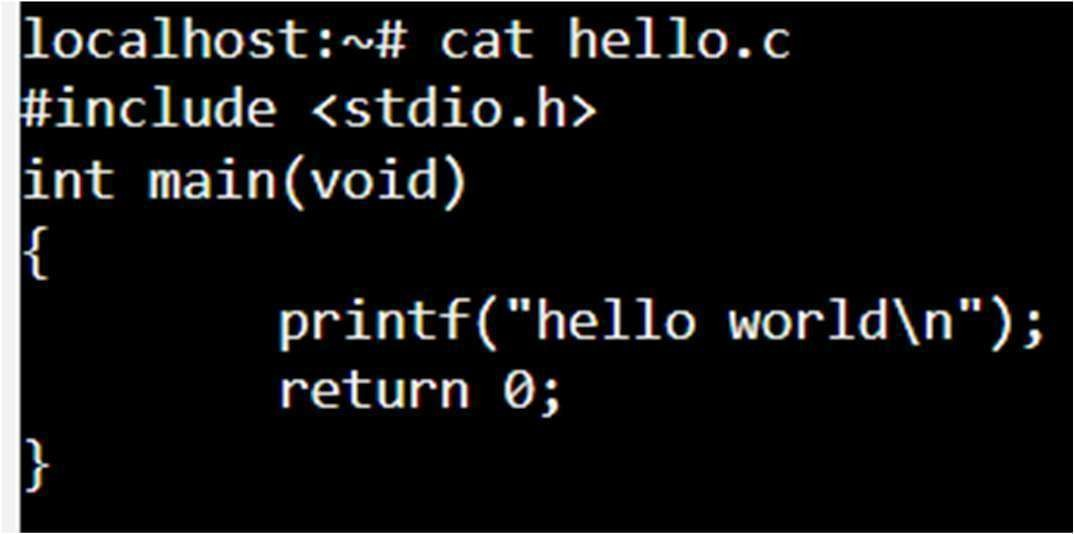 localhost:~# cat hello.c
#include <stdio.h>
int main(void)
{
        printf("hello world\n");
        return 0;
}